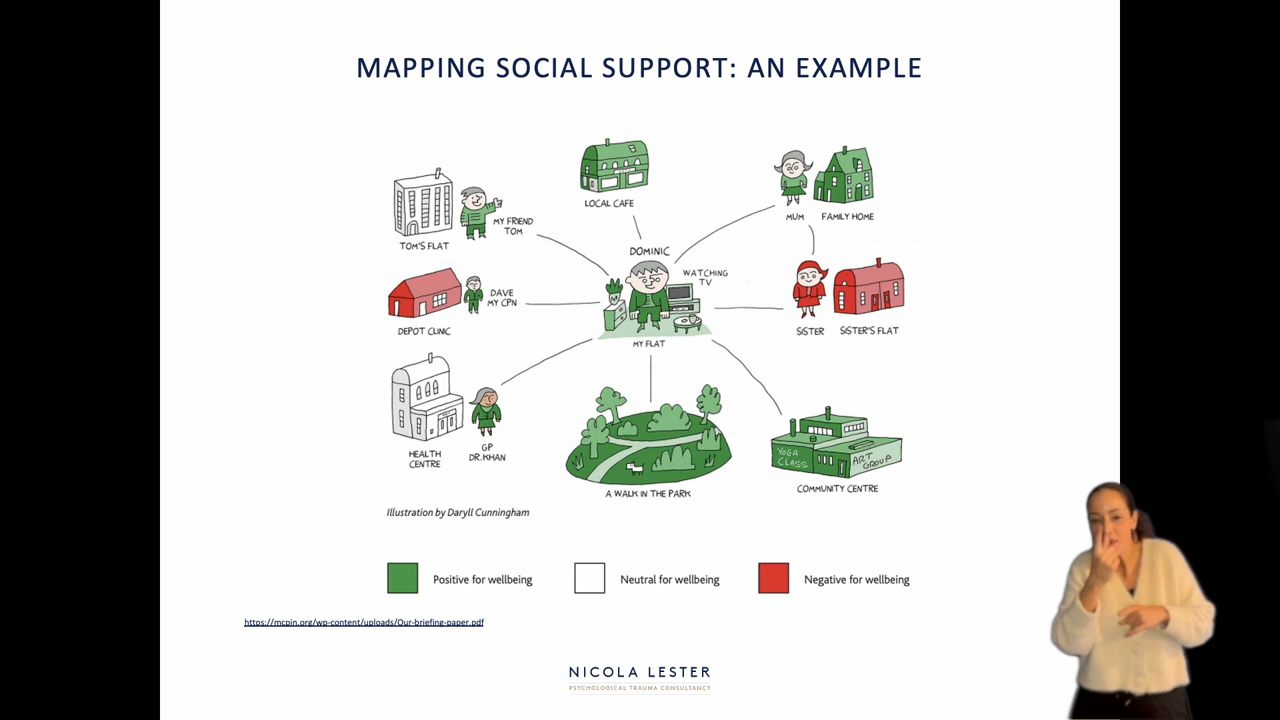 MAPPING SOCIAL SUPPORT: AN EXAMPLE
LOCAL CAFE
MY FRIEND
TOM
TOM'S FLAT
MUM
FAMILY HOME
DOMINIC
WATCHING
TV
DAVE
MY CPN
DEPOT CLINIC
SISTER
SISTER'S FLAT
MY FLAT
HEALTH
CENTRE
GP
DR.KHAN
A WALK IN THE PARK
YOGA
CLASS
ART
GROUP
COMMUNITY CENTRE
Illustration by Daryll Cunningham
Positive for wellbeing
Neutral for wellbeing
Negative for wellbeing
https://mcpin.org/wp-content/uploads/Our-briefing-paper.pdf
NICOLA LESTER
PSYCHOLOGICAL TRAUMA CONSULTANCY